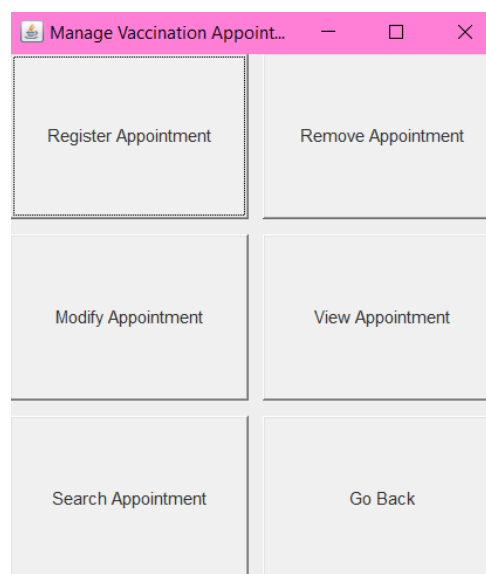 Manage Vaccination Appoint...
Register Appointment
Remove Appointment
Modify Appointment
View Appointment
Search Appointment
Go Back